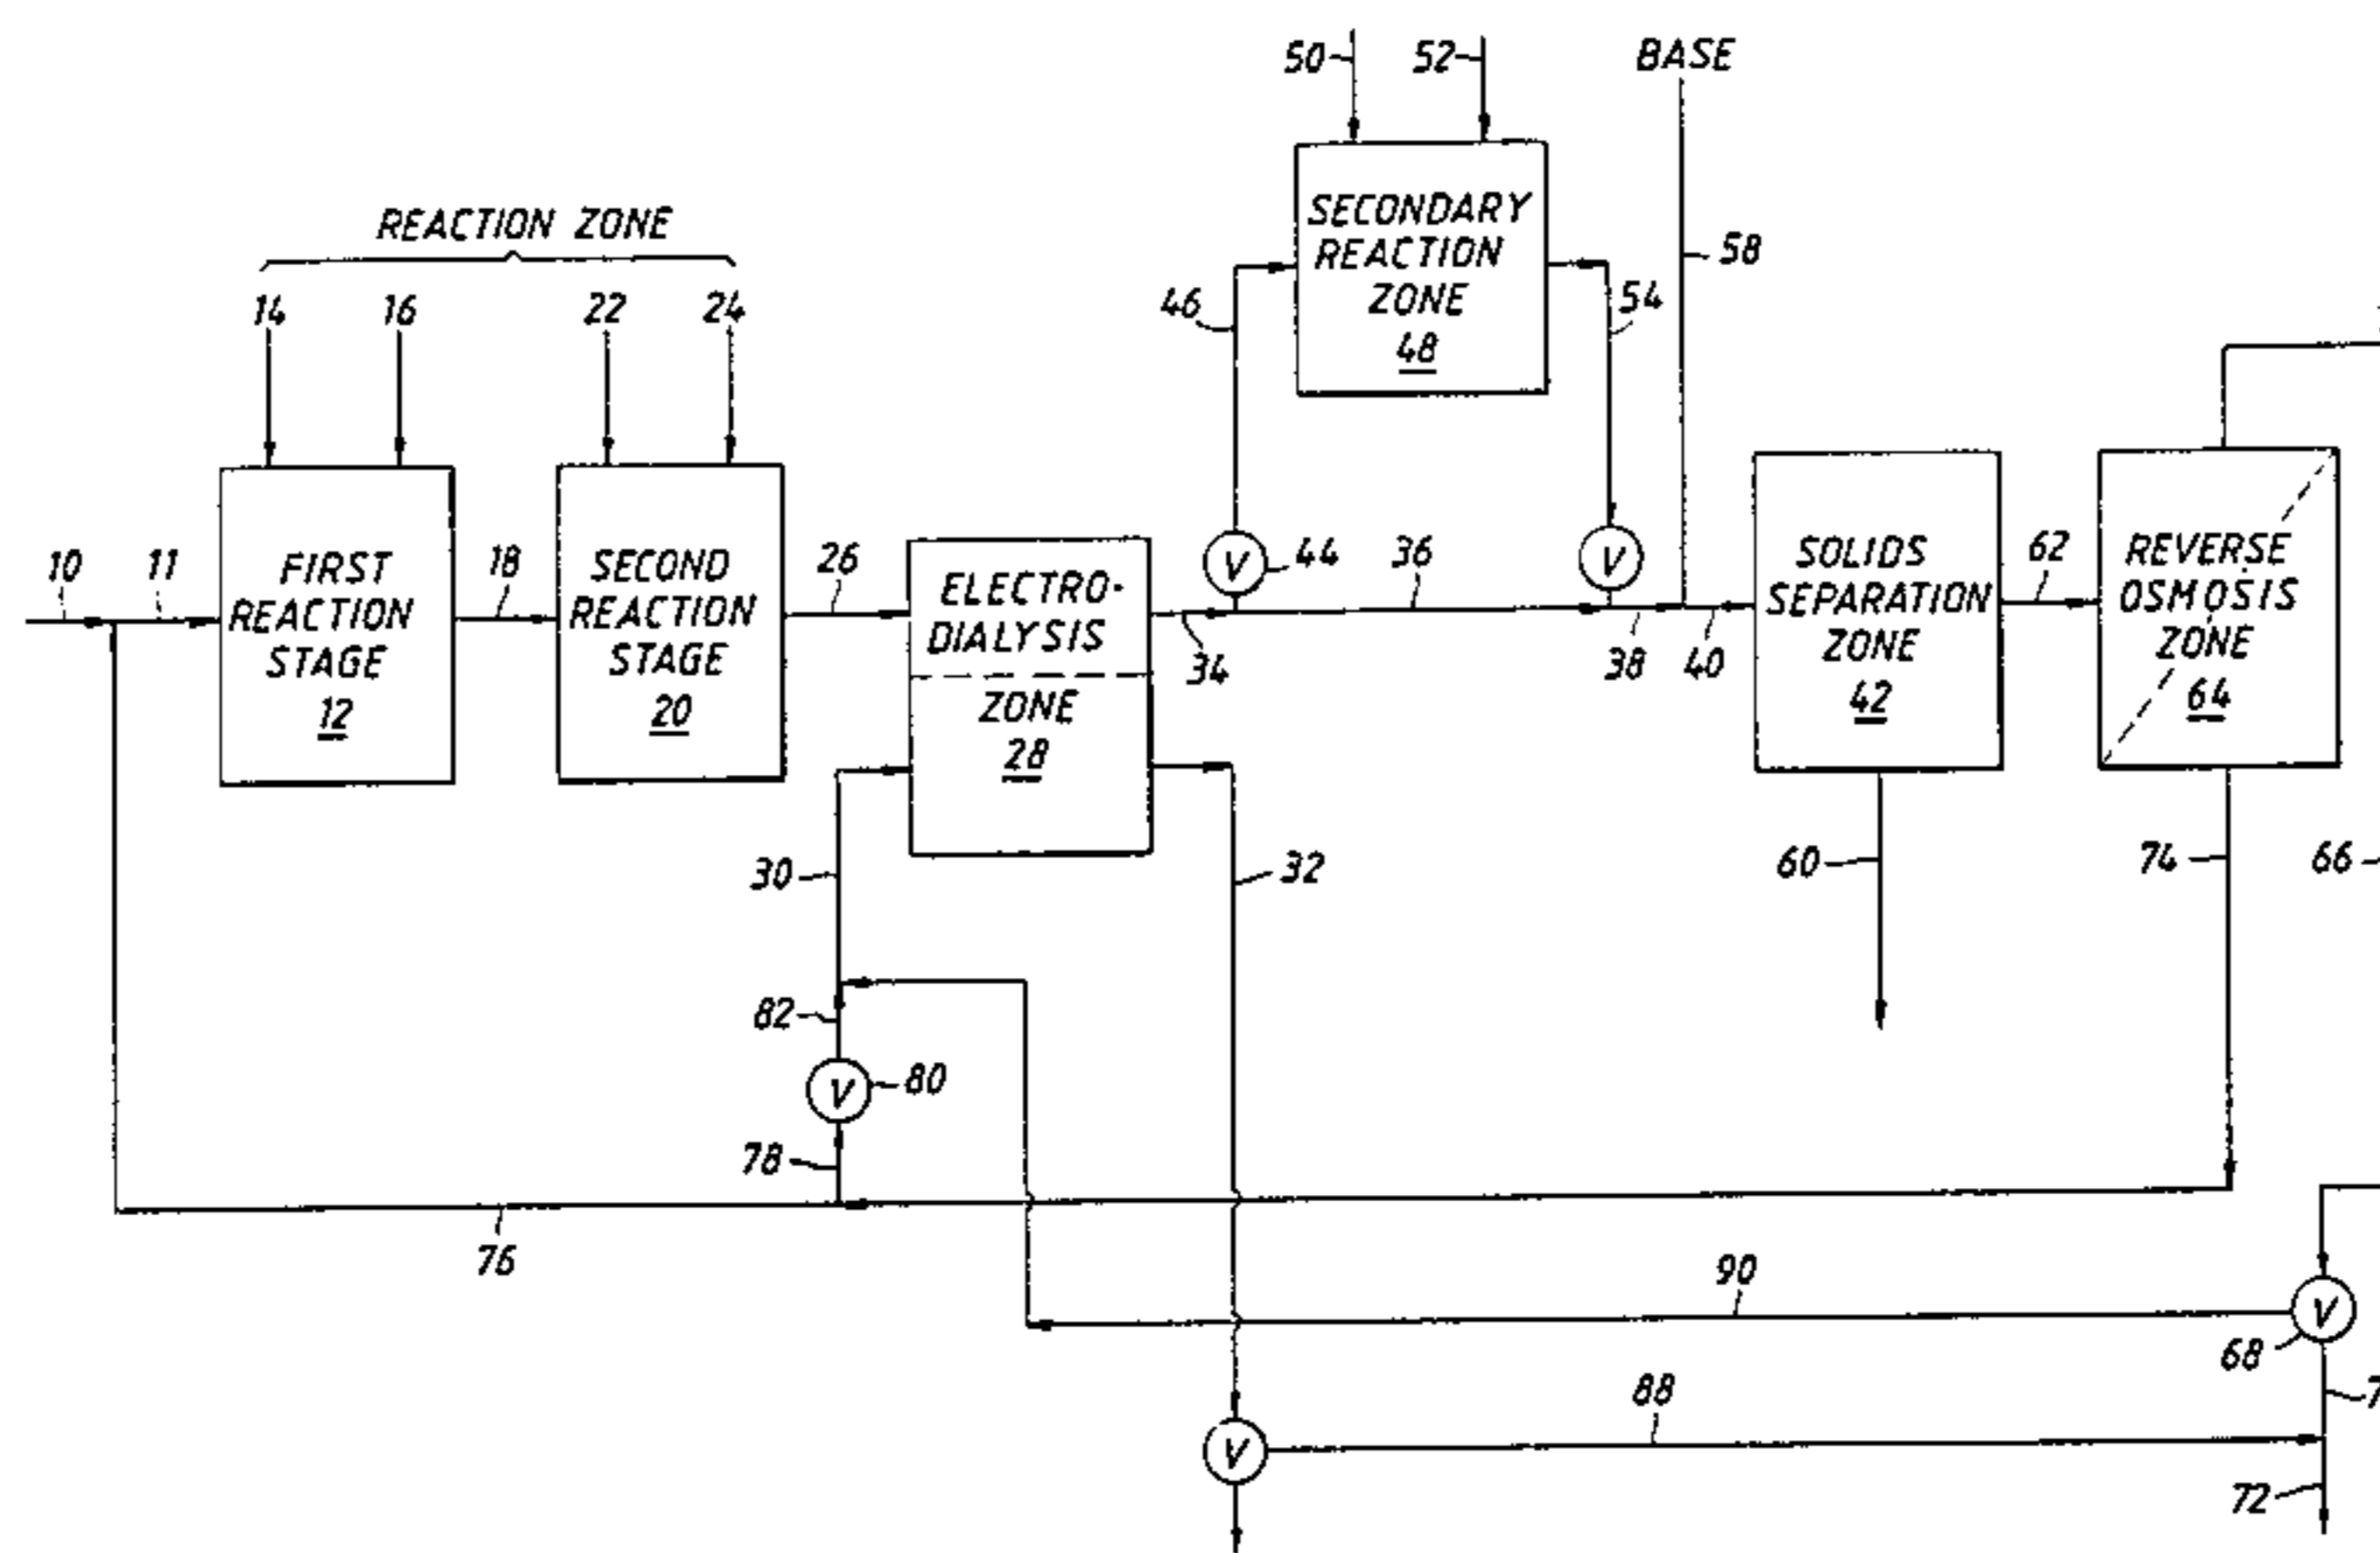 50
52
BASE
REACTION ZONE
SECONDARY
REACTION
ZONE
48
58
14
16
22
24
46
54
10
11
FIRST
REACTION
STAGE
12
18
SECOND
REACTION
STAGE
20
26
ELECTRO-
DIALYSIS
ZONE
28
34
V
44
36
V
38
40
SOLIDS
SEPARATION
ZONE
42
62
REVERSE
OSMOSIS
ZONE
64
30
32
60
74
66
82
V
80
78
76
90
V
68
88
V
72